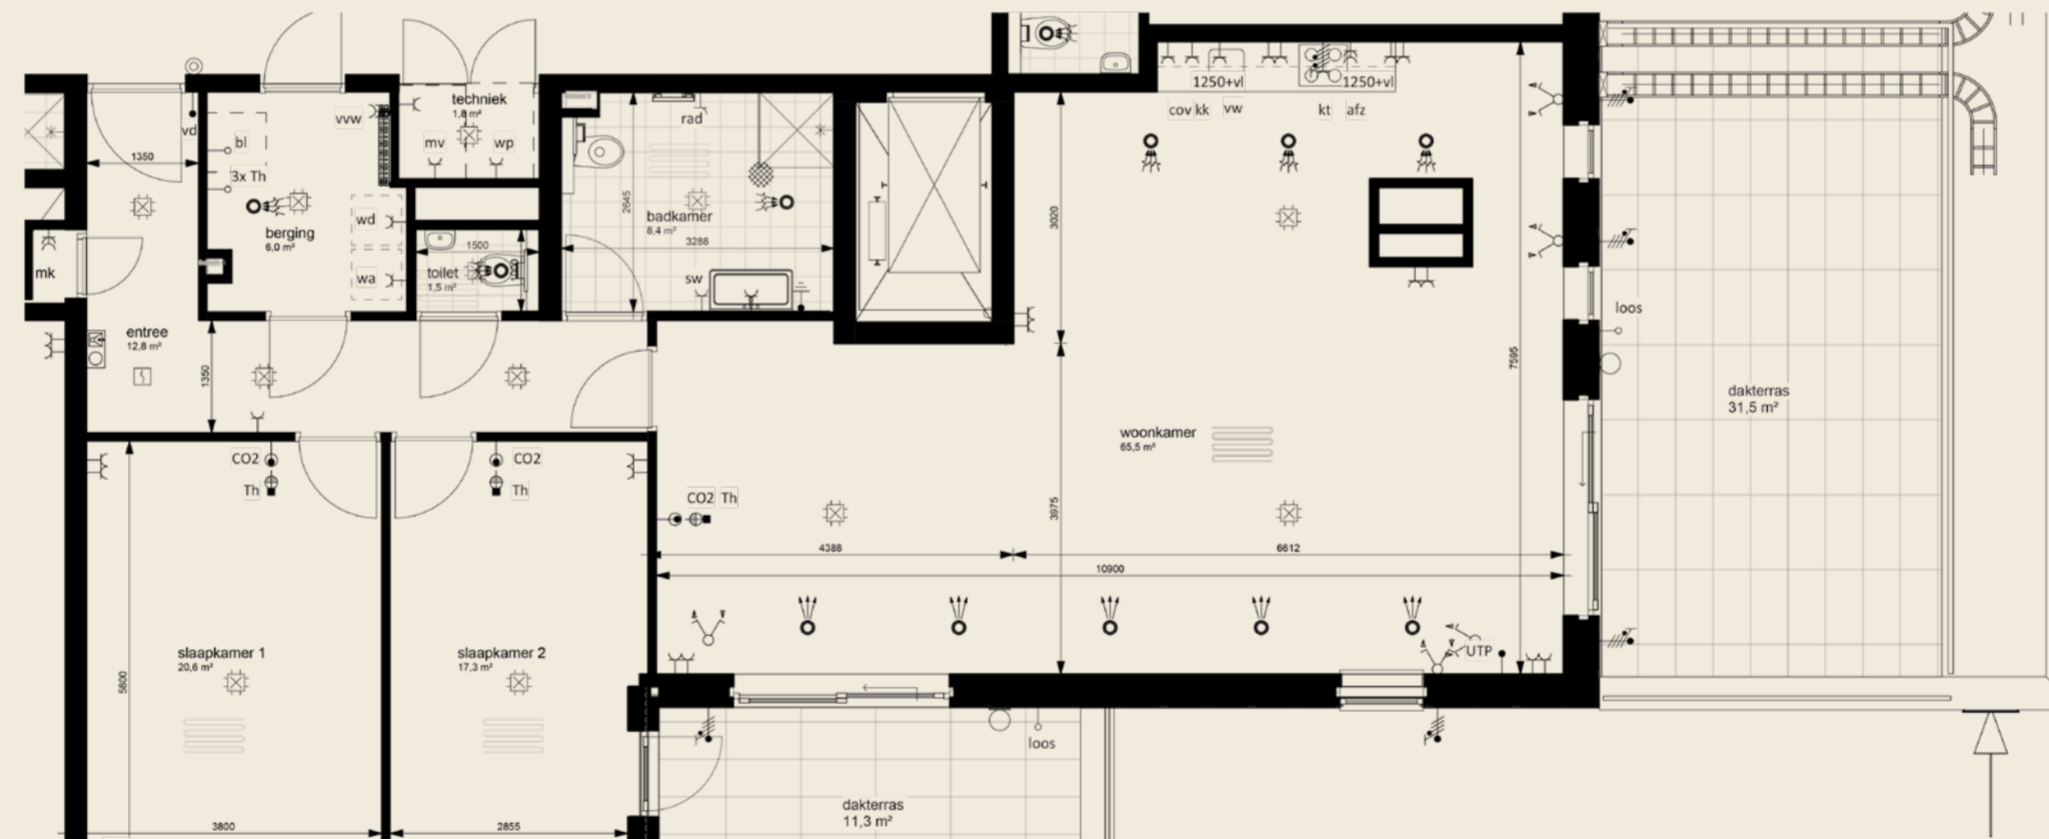 techniek
1,8 m²
mv
wp
vvw
vd
bl
3x Th
1350
berging
6,0 m²
wd
wa
mk
entree
12,8 m²
1350
toilet
1,5 m²
1500
rad
badkamer
8,4 m²
2645
3288
sw
1250+vl
1250+vl
cov kk
vw
kt
afz
3020
3975
7595
woonkamer
65,5 m²
CO2 Th
4388
6612
10900
UTP
loos
dakterras
31,5 m²
CO2
Th
CO2
Th
slaapkamer 1
20,6 m²
slaapkamer 2
17,3 m²
5800
3800
2855
loos
dakterras
11,3 m²